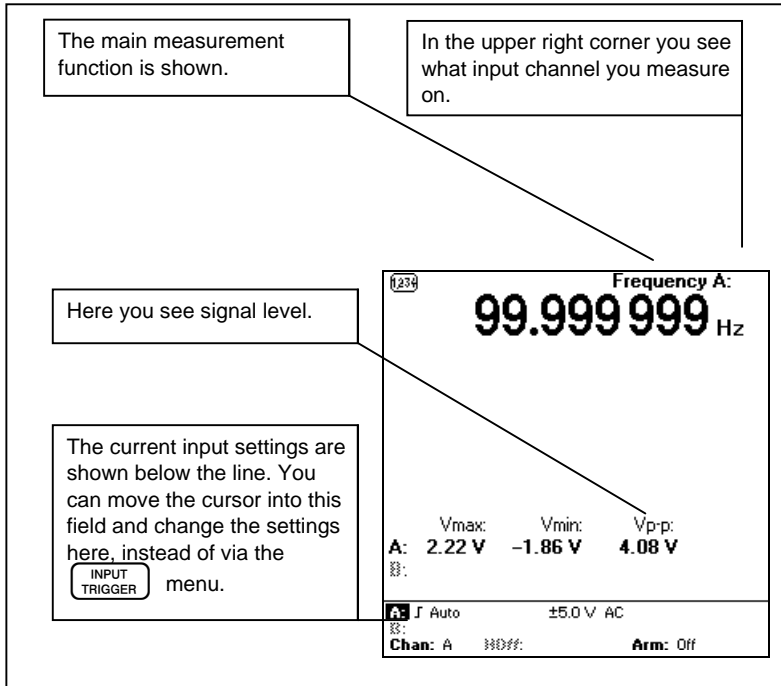 The main measurement
function is shown.
In the upper right corner you see
what input channel you measure
on.
Here you see signal level.
The current input settings are
shown below the line. You
can move the cursor into this
field and change the settings
here, instead of via the
INPUT
TRIGGER menu.
1,234
Frequency A:
99.999 999 Hz
Vmax: Vmin: Vp-p:
A: 2.22 V -1.86 V 4.08 V
B:
A: ∫ Auto ±5.0 V AC
B:
Chan: A Arm: Off